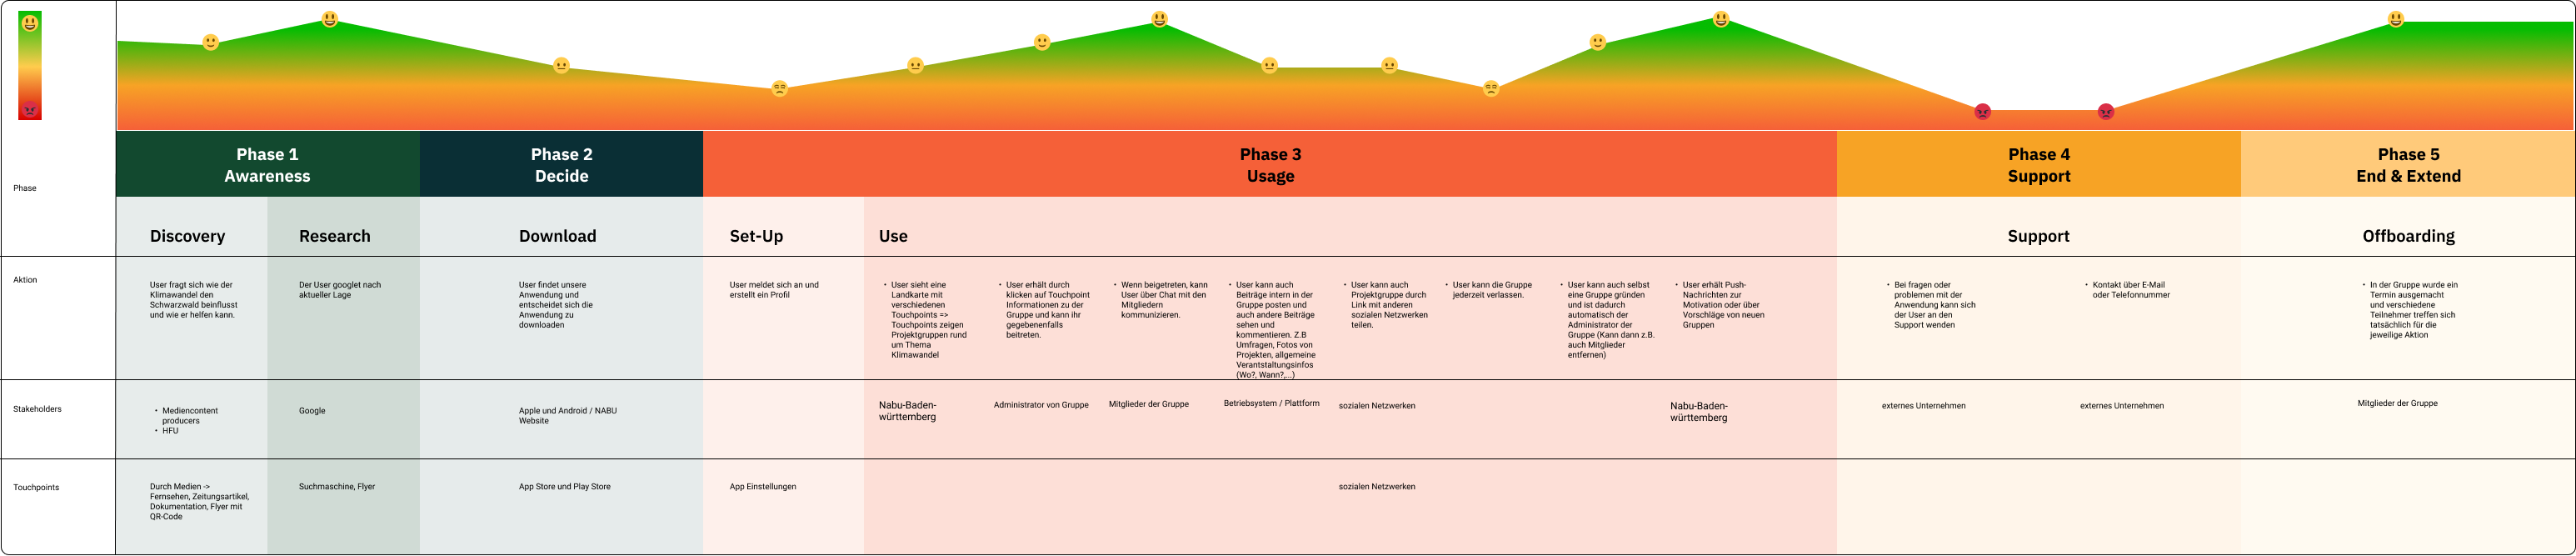 Phase
Phase 1
Awareness
Phase 2
Decide
Phase 3
Usage
Phase 4
Support
Phase 5
End & Extend
Discovery
Research
Download
Set-Up
Use
Support
Offboarding
Aktion
User fragt sich wie der
Klimawandel den
Schwarzwald beinflusst
und wie er helfen kann.
Der User googlet nach
aktueller Lage
User findet unsere
Anwendung und
entscheidet sich die
Anwendung zu
downloaden
User meldet sich an und
erstellt ein Profil
• User sieht eine
Landkarte mit
verschiedenen
Touchpoints =>
Touchpoints zeigen
Projektgruppen rund
um Thema
Klimawandel
• User erhält durch
klicken auf Touchpoint
Informationen zu der
Gruppe und kann ihr
gegebenenfalls
beitreten.
• Wenn beigetreten, kann
User über Chat mit den
Mitgliedern
kommunizieren.
• User kann auch
Beiträge intern in der
Gruppe posten und
auch andere Beiträge
sehen und
kommentieren. Z.B
Umfragen, Fotos von
Projekten, allgemeine
Verantstaltungsinfos
(Wo?, Wann?,...)
• User kann auch
Projektgruppe durch
Link mit anderen
sozialen Netzwerken
teilen.
• User kann die Gruppe
jederzeit verlassen.
• User kann auch selbst
eine Gruppe gründen
und ist dadurch
automatisch der
Administrator der
Gruppe (Kann dann z.B.
auch Mitglieder
entfernen)
• User erhält Push-
Nachrichten zur
Motivation oder über
Vorschläge von neuen
Gruppen
• Bei fragen oder
problemen mit der
Anwendung kann sich
der User an den
Support wenden
• Kontakt über E-Mail
oder Telefonnummer
• In der Gruppe wurde ein
Termin ausgemacht
und verschiedene
Teilnehmer treffen sich
tatsächlich für die
jeweilige Aktion
Stakeholders
• Mediencontent
producers
• HFU
Google
Apple und Android / NABU
Website
Nabu-Baden-
württemberg
Administrator von Gruppe
Mitglieder der Gruppe
Betriebsystem / Plattform
sozialen Netzwerken
Nabu-Baden-
württemberg
externes Unternehmen
externes Unternehmen
Mitglieder der Gruppe
Touchpoints
Durch Medien ->
Fernsehen, Zeitungsartikel,
Dokumentation, Flyer mit
QR-Code
Suchmaschine, Flyer
App Store und Play Store
App Einstellungen
sozialen Netzwerken